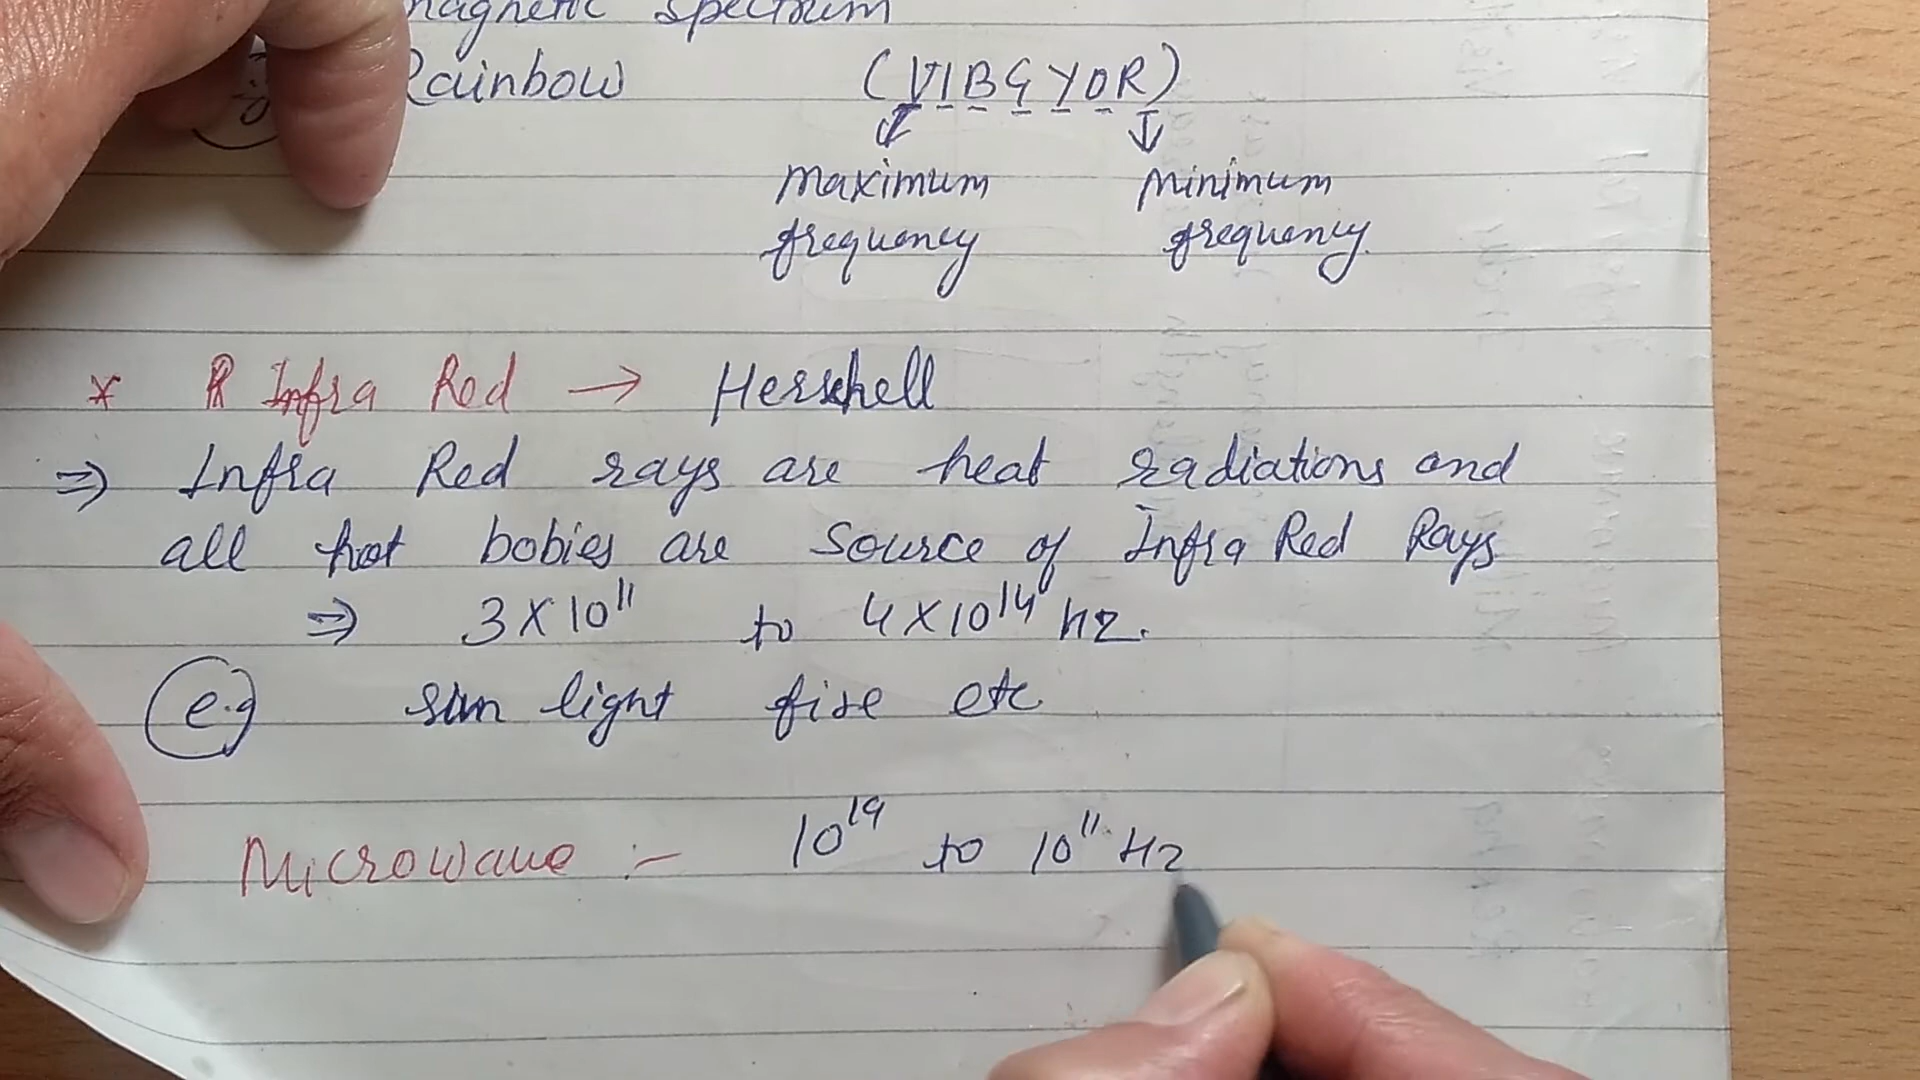 magnetic spectrum
Rainbow (VIBGYOR)
maximum minimum
frequency frequency.
* Infra Red → Herschell
⇒ Infra Red rays are heat radiations and
all hot bobies are Source of Infra Red Rays
⇒ 3 X 10¹¹ to 4 X 10¹⁴ Hz.
e.g sun light fire etc
Microwave :- 10¹⁹ to 10¹¹ Hz